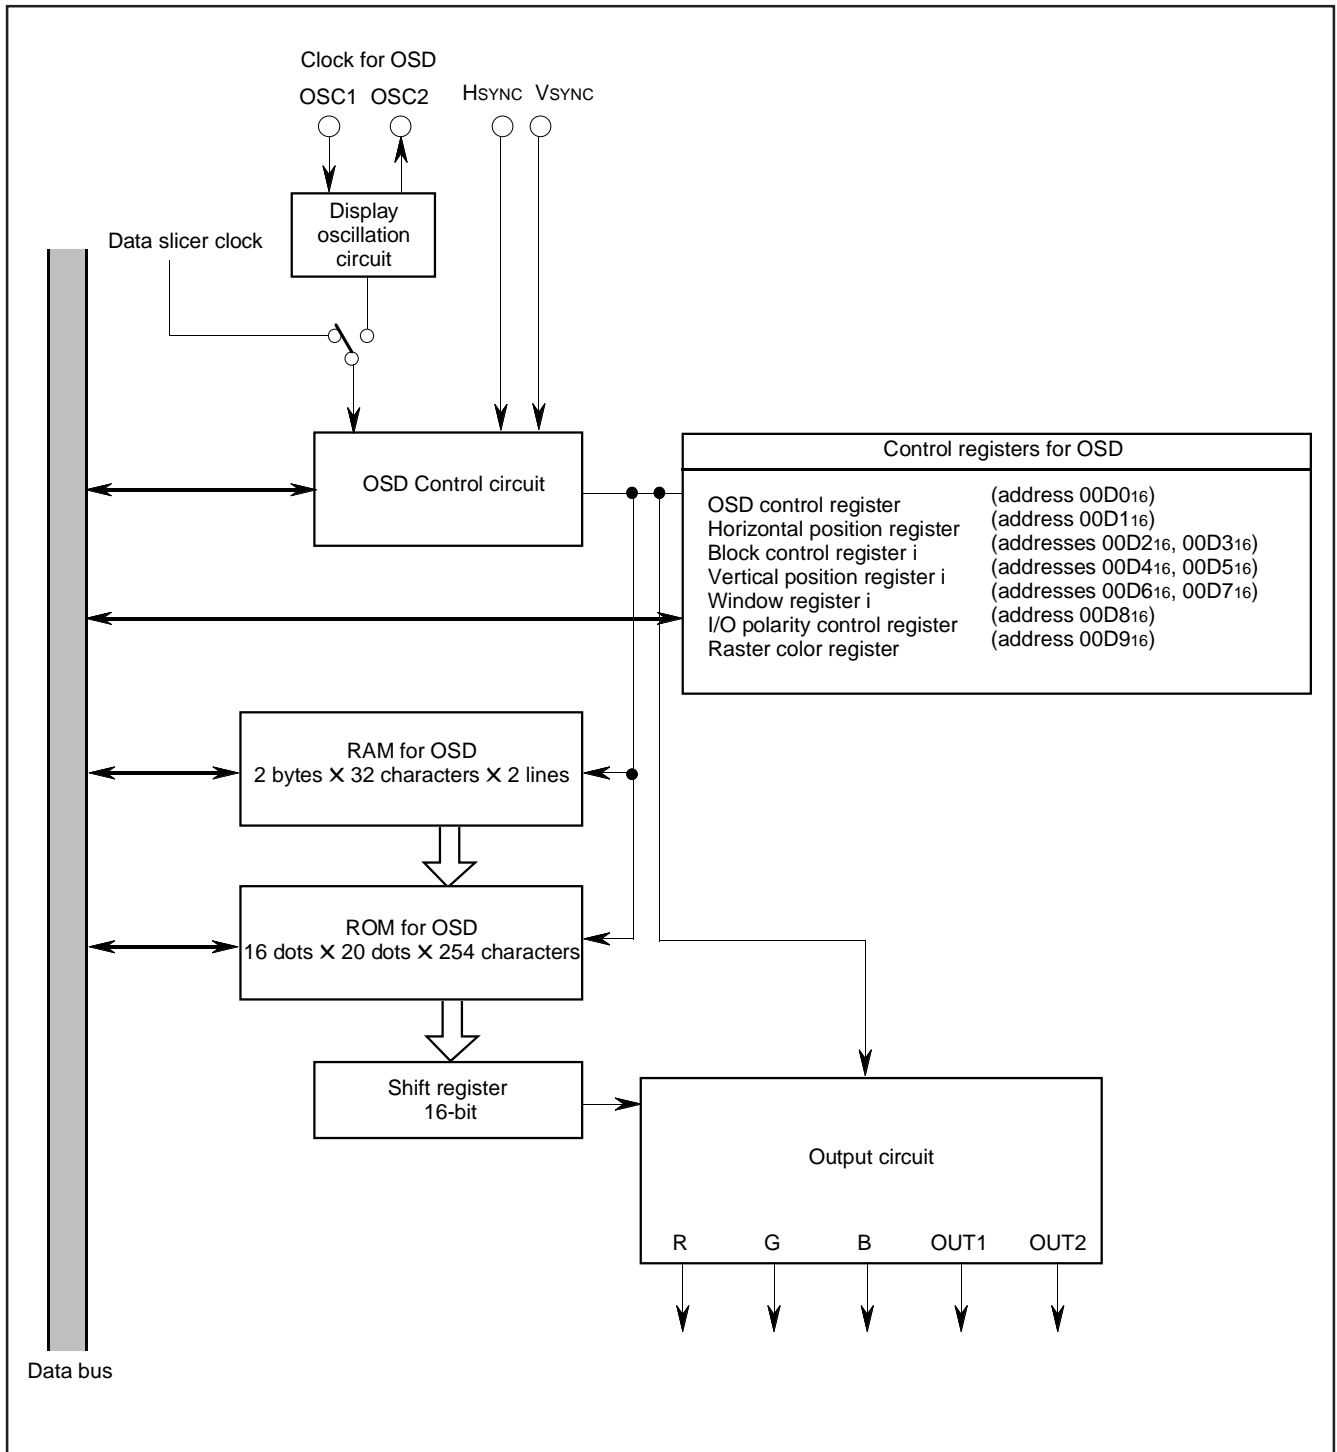 Clock for OSD
OSC1 OSC2 HSYNC VSYNC
Display
oscillation
circuit
Data slicer clock
OSD Control circuit
Control registers for OSD
OSD control register (address 00D016)
Horizontal position register (address 00D116)
Block control register i (addresses 00D216, 00D316)
Vertical position register i (addresses 00D416, 00D516)
Window register i (addresses 00D616, 00D716)
I/O polarity control register (address 00D816)
Raster color register (address 00D916)
RAM for OSD
2 bytes × 32 characters × 2 lines
ROM for OSD
16 dots × 20 dots × 254 characters
Shift register
16-bit
Output circuit
R G B OUT1 OUT2
Data bus